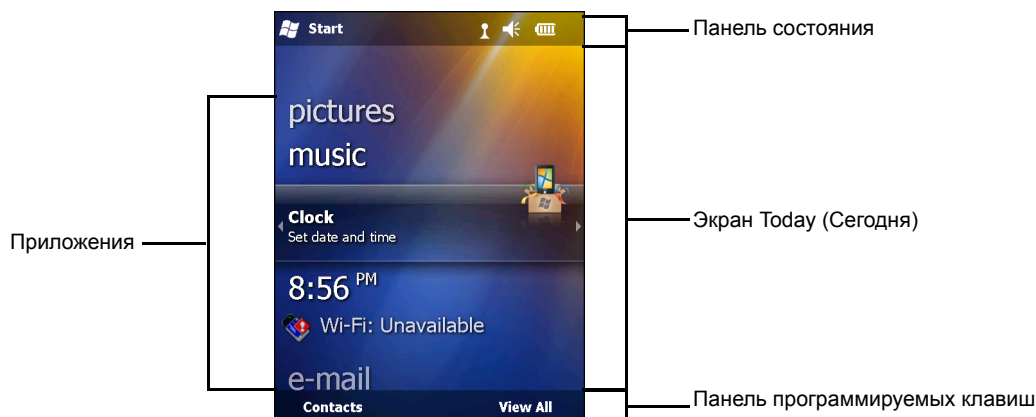 Start
Панель состояния
pictures
music
Clock
Set date and time
Приложения
Экран Today (Сегодня)
8:56 PM
Wi-Fi: Unavailable
e-mail
Contacts View All
Панель программируемых клавиш